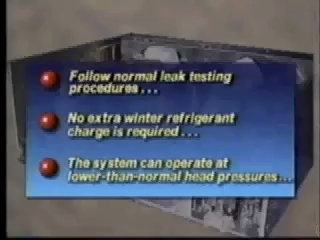 Follow normal leak testing
procedures...
No extra winter refrigerant
charge is required...
The system can operate at
lower-than-normal head pressures...